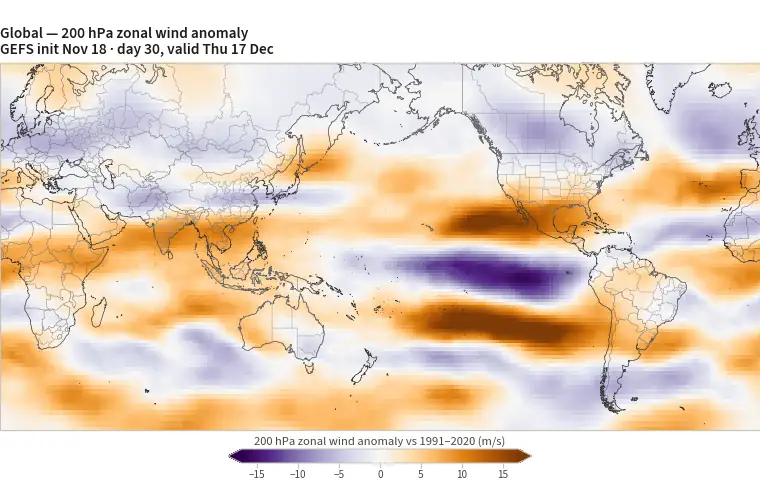 Global — 200 hPa zonal wind anomaly
GEFS init Nov 18 · day 30, valid Thu 17 Dec
200 hPa zonal wind anomaly vs 1991–2020 (m/s)
−15 −10 −5 0 5 10 15